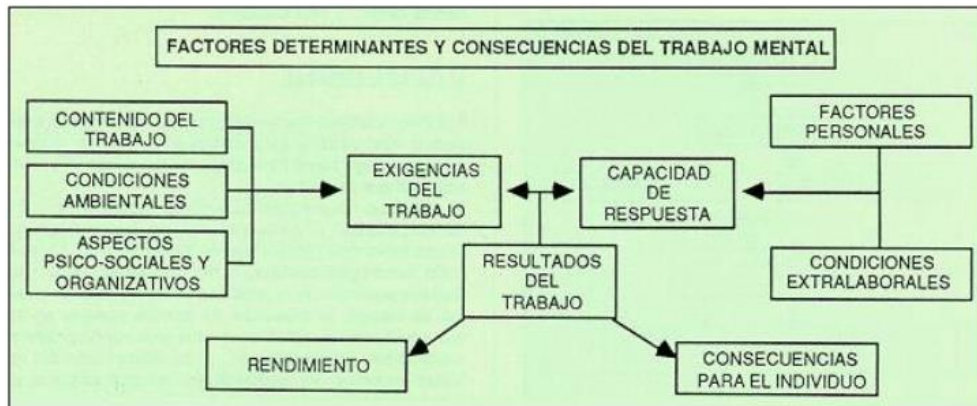 FACTORES DETERMINANTES Y CONSECUENCIAS DEL TRABAJO MENTAL
CONTENIDO DEL
TRABAJO
CONDICIONES
AMBIENTALES
ASPECTOS
PSICO-SOCIALES Y
ORGANIZATIVOS
EXIGENCIAS
DEL
TRABAJO
CAPACIDAD
DE
RESPUESTA
FACTORES
PERSONALES
CONDICIONES
EXTRALABORALES
RESULTADOS
DEL
TRABAJO
RENDIMIENTO
CONSECUENCIAS
PARA EL INDIVIDUO